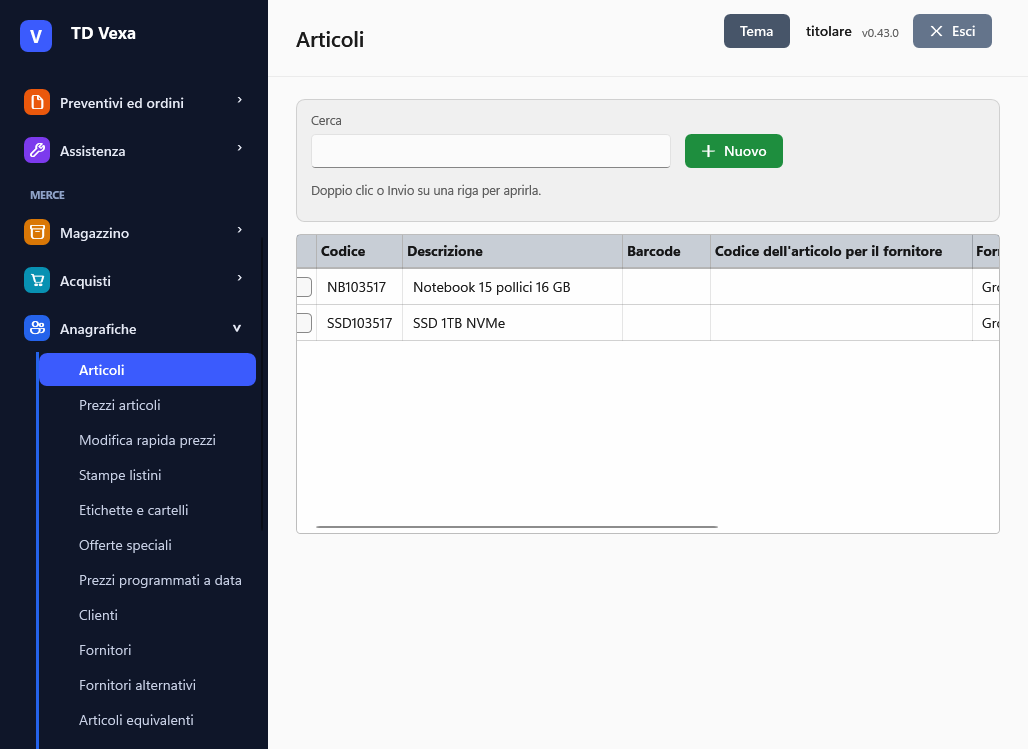 V
TD Vexa
Preventivi ed ordini
Assistenza
MERCE
Magazzino
Acquisti
Anagrafiche
Articoli
Prezzi articoli
Modifica rapida prezzi
Stampe listini
Etichette e cartelli
Offerte speciali
Prezzi programmati a data
Clienti
Fornitori
Fornitori alternativi
Articoli equivalenti
Articoli
Tema
titolare v0.43.0
Esci
Cerca
Nuovo
Doppio clic o Invio su una riga per aprirla.
Codice Descrizione Barcode Codice dell'articolo per il fornitore
NB103517 Notebook 15 pollici 16 GB
SSD103517 SSD 1TB NVMe